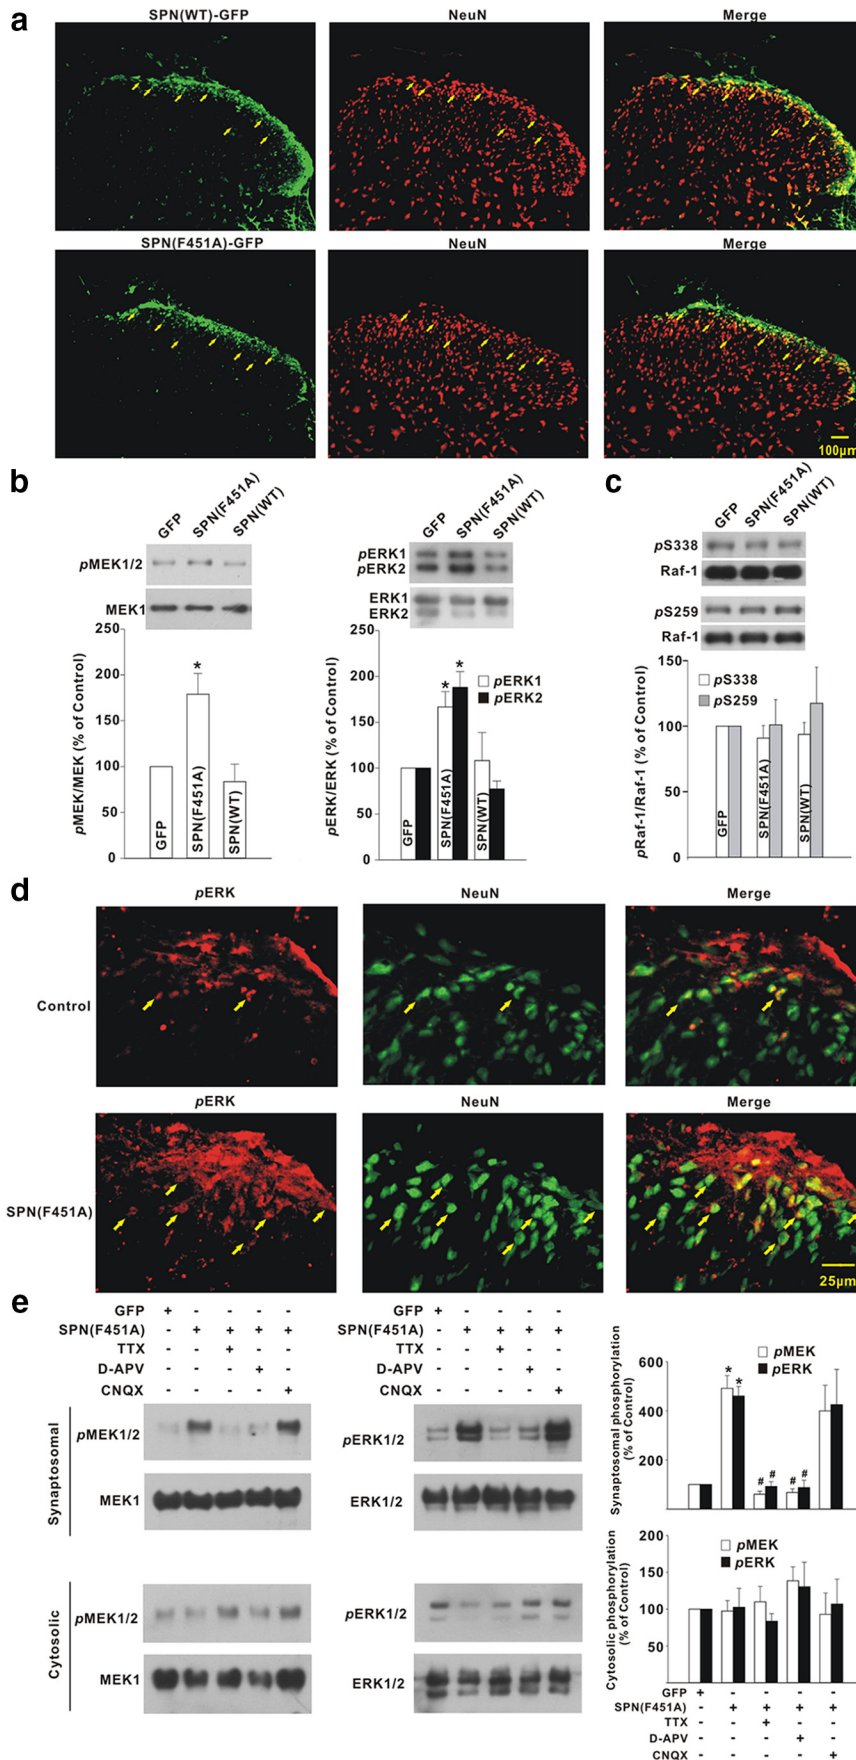 a
SPN(WT)-GFP NeuN Merge
SPN(F451A)-GFP NeuN Merge
100µm
b
GFP SPN(F451A) SPN(WT)
pMEK1/2
MEK1
250
200
150
100
50
0
pMEK/MEK (% of Control)
*
GFP SPN(F451A) SPN(WT)
GFP SPN(F451A) SPN(WT)
pERK1
pERK2
ERK1
ERK2
250
200
150
100
50
0
pERK/ERK (% of Control)
* *
pERK1
pERK2
GFP SPN(F451A) SPN(WT)
c
GFP SPN(F451A) SPN(WT)
pS338
Raf-1
pS259
Raf-1
150
100
50
0
pRaf-1/Raf-1 (% of Control)
pS338
pS259
GFP SPN(F451A) SPN(WT)
d
pERK NeuN Merge
Control
pERK NeuN Merge
SPN(F451A)
25µm
e
GFP + - - - -
SPN(F451A) - + + + +
TTX - - + - -
D-APV - - - + -
CNQX - - - - +
Synaptosomal
pMEK1/2
MEK1
Cytosolic
pMEK1/2
MEK1
GFP + - - - -
SPN(F451A) - + + + +
TTX - - + - -
D-APV - - - + -
CNQX - - - - +
pERK1/2
ERK1/2
pERK1/2
ERK1/2
600
400
200
Synaptosomal phosphorylation
(% of Control)
pMEK
pERK
* *
# # # #
200
150
100
50
Cytosolic phosphorylation
(% of Control)
pMEK
pERK
GFP + - - - -
SPN(F451A) - + + + +
TTX - - + - -
D-APV - - - + -
CNQX - - - - +